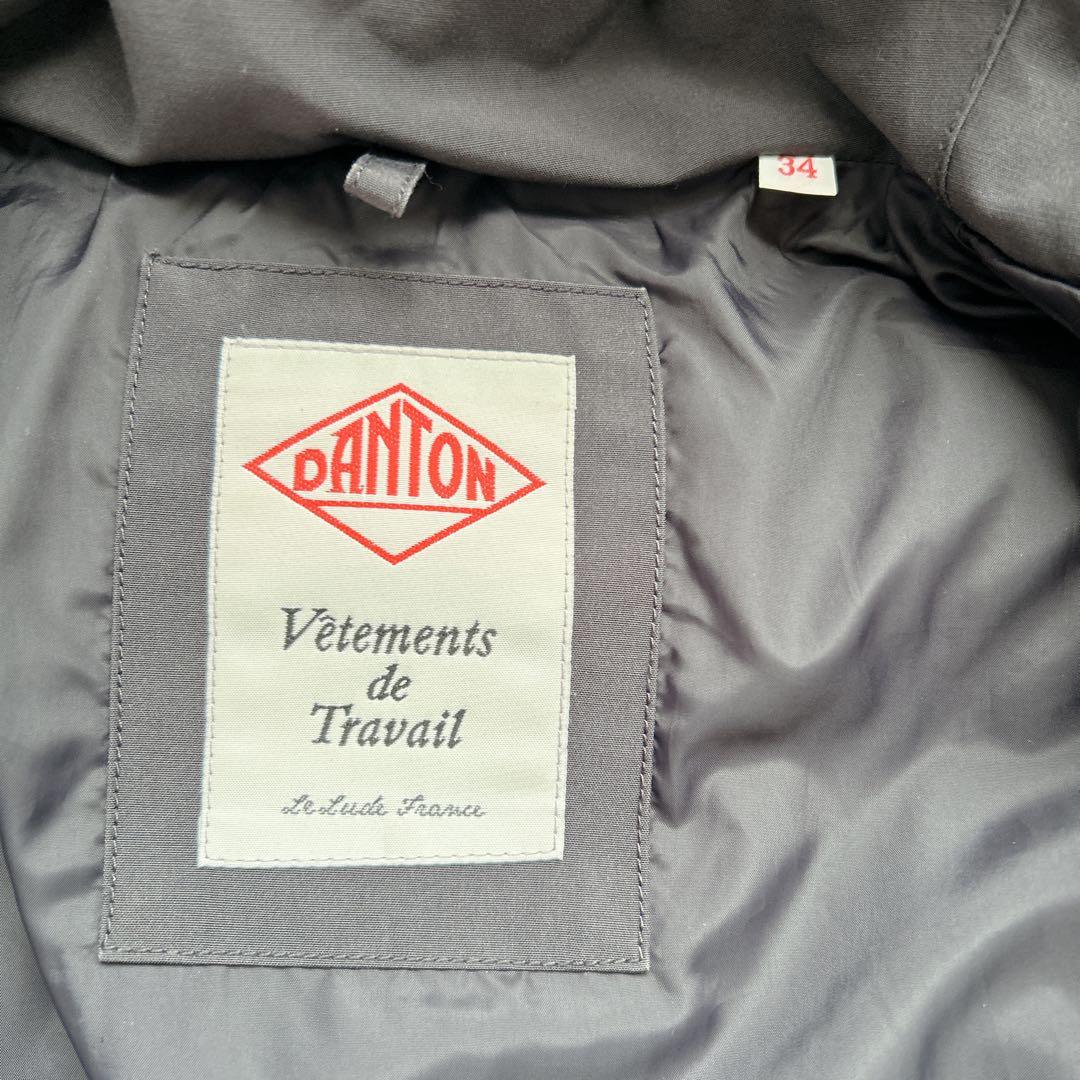 34
DANTON
Vêtements
de
Travail
Le Lude France